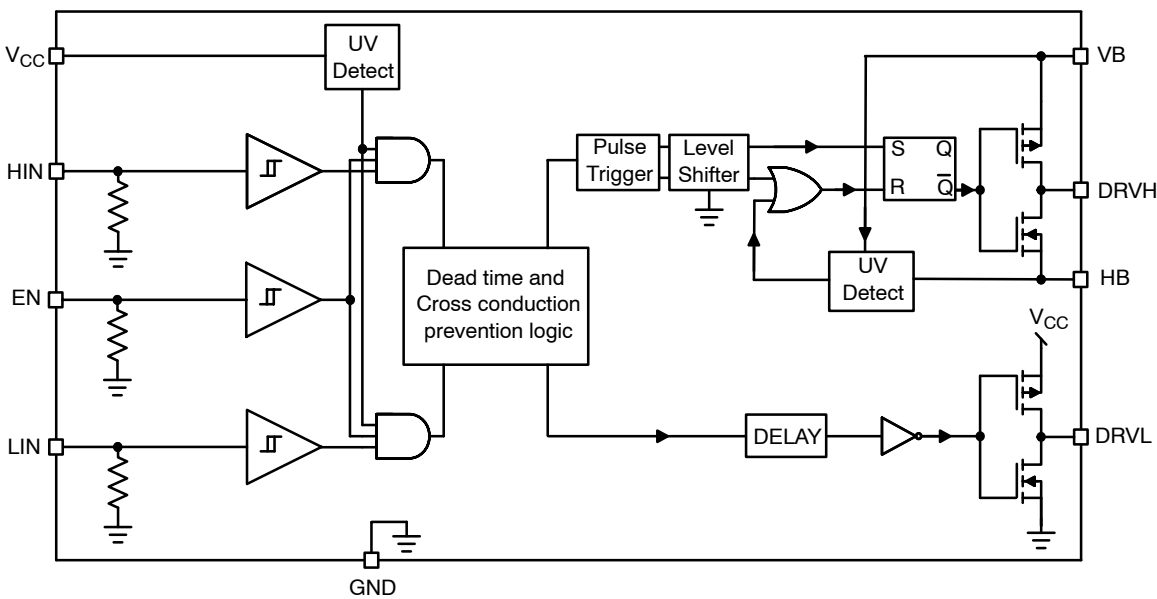 VCC
UV
Detect
VB
HIN
Pulse
Trigger
Level
Shifter
S Q
R Q̅
DRVH
EN
Dead time and
Cross conduction
prevention logic
UV
Detect
HB
VCC
LIN
DELAY
DRVL
GND